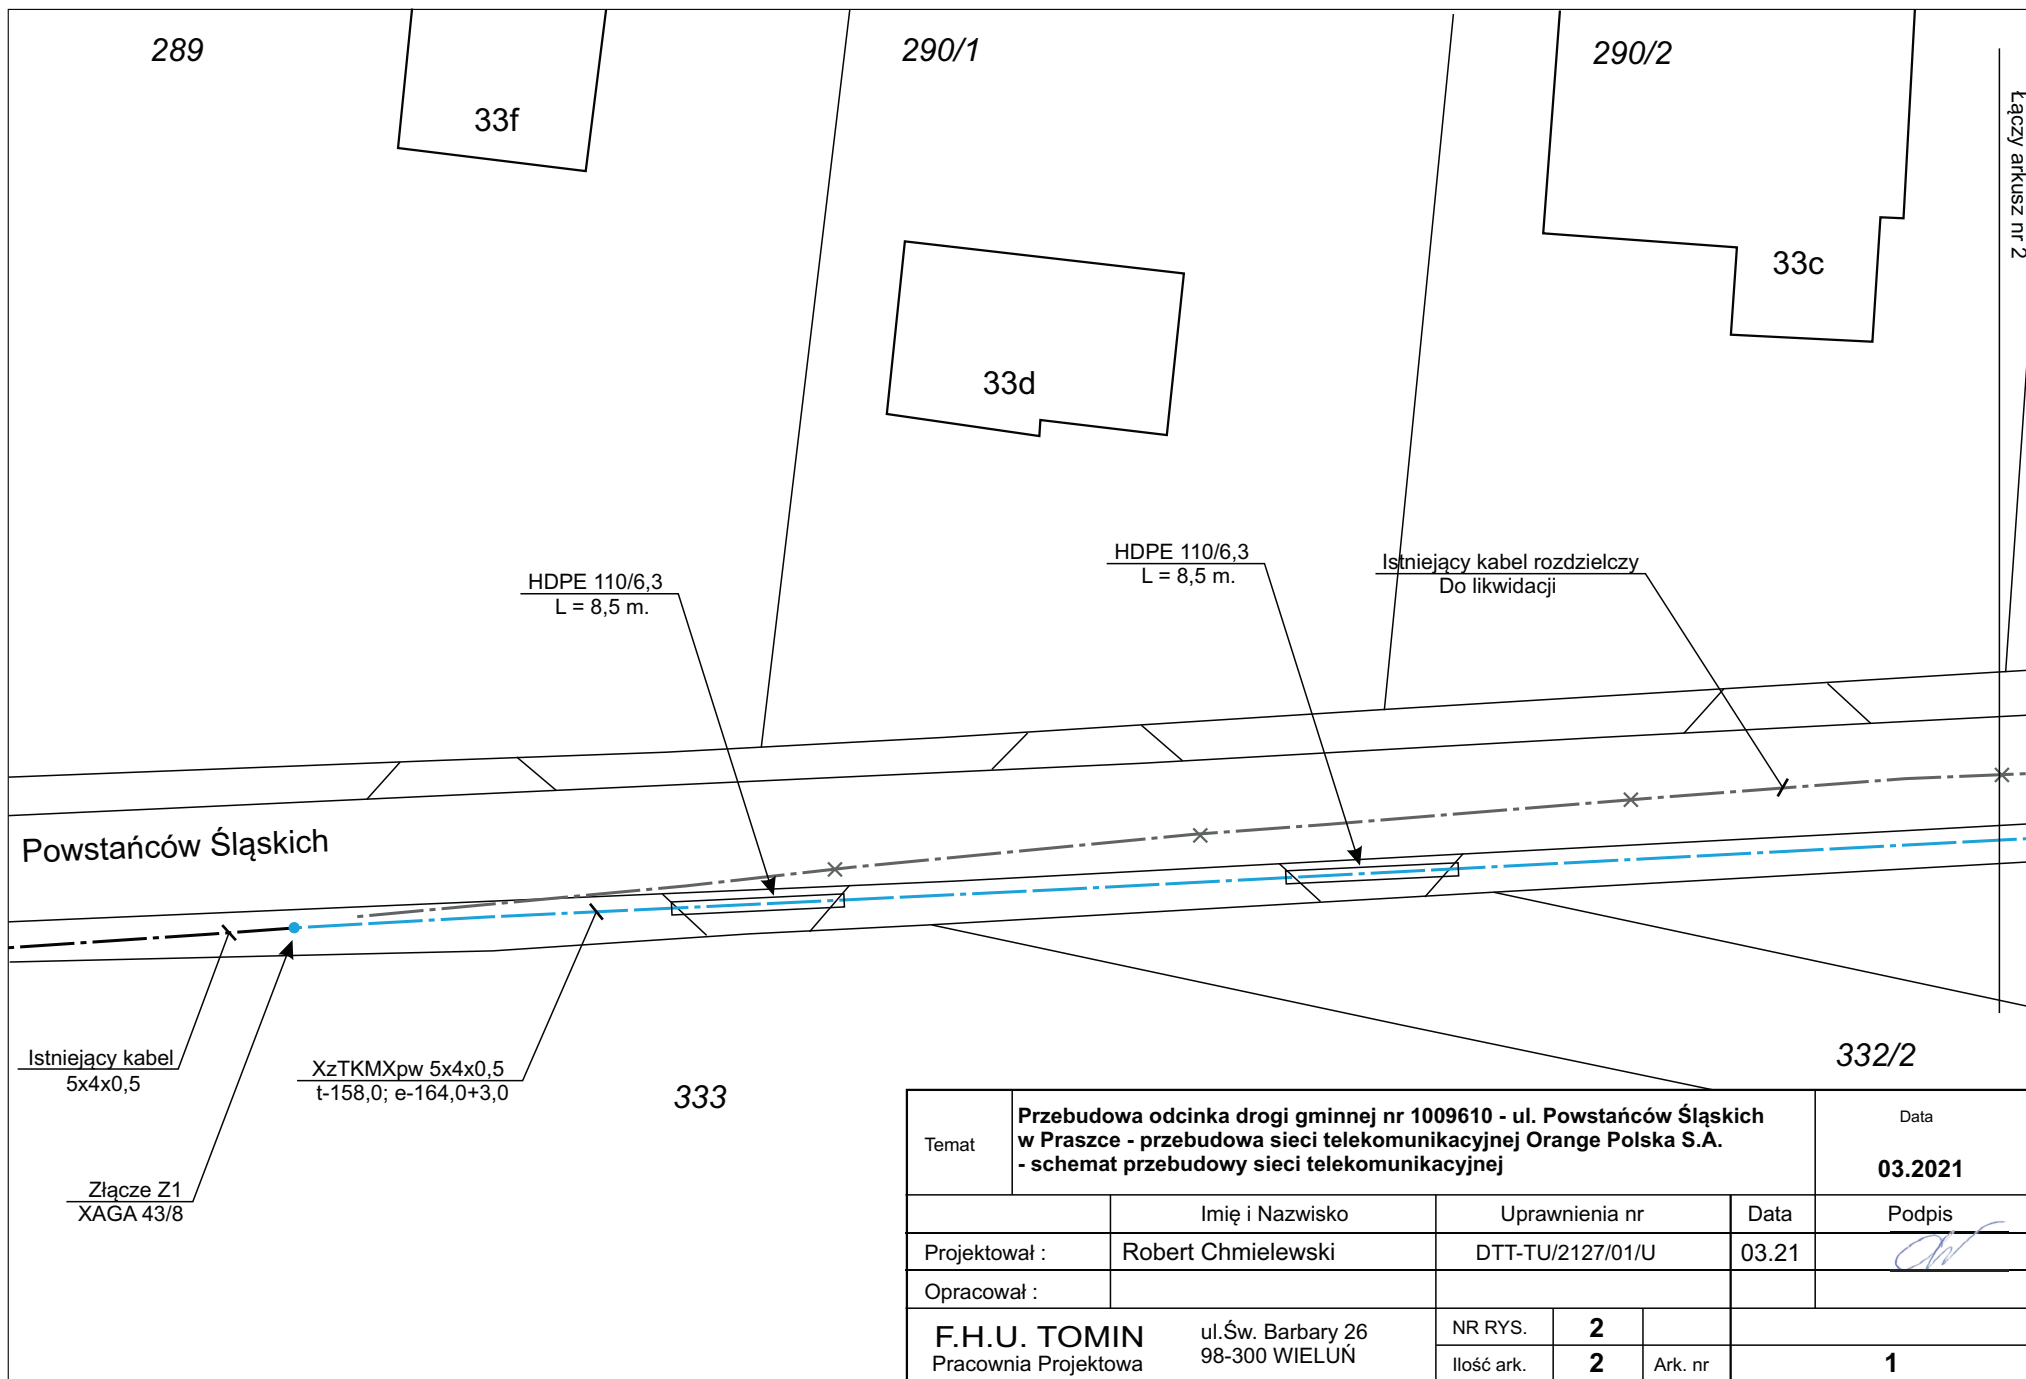 289
290/1
290/2
33f
33d
33c
Łączy arkusz nr 2
HDPE 110/6,3
L = 8,5 m.
HDPE 110/6,3
L = 8,5 m.
Istniejący kabel rozdzielczy
Do likwidacji
Powstańców Śląskich
Istniejący kabel
5x4x0,5
XzTKMXpw 5x4x0,5
t-158,0; e-164,0+3,0
Złącze Z1
XAGA 43/8
333
332/2
Temat
Przebudowa odcinka drogi gminnej nr 1009610 - ul. Powstańców Śląskich
w Praszce - przebudowa sieci telekomunikacyjnej Orange Polska S.A.
- schemat przebudowy sieci telekomunikacyjnej
Data
03.2021
Imię i Nazwisko
Uprawnienia nr
Data
Podpis
Projektował :
Robert Chmielewski
DTT-TU/2127/01/U
03.21
Opracował :
F.H.U. TOMIN
Pracownia Projektowa
ul.Św. Barbary 26
98-300 WIELUŃ
NR RYS.
2
Ilość ark.
2
Ark. nr
1